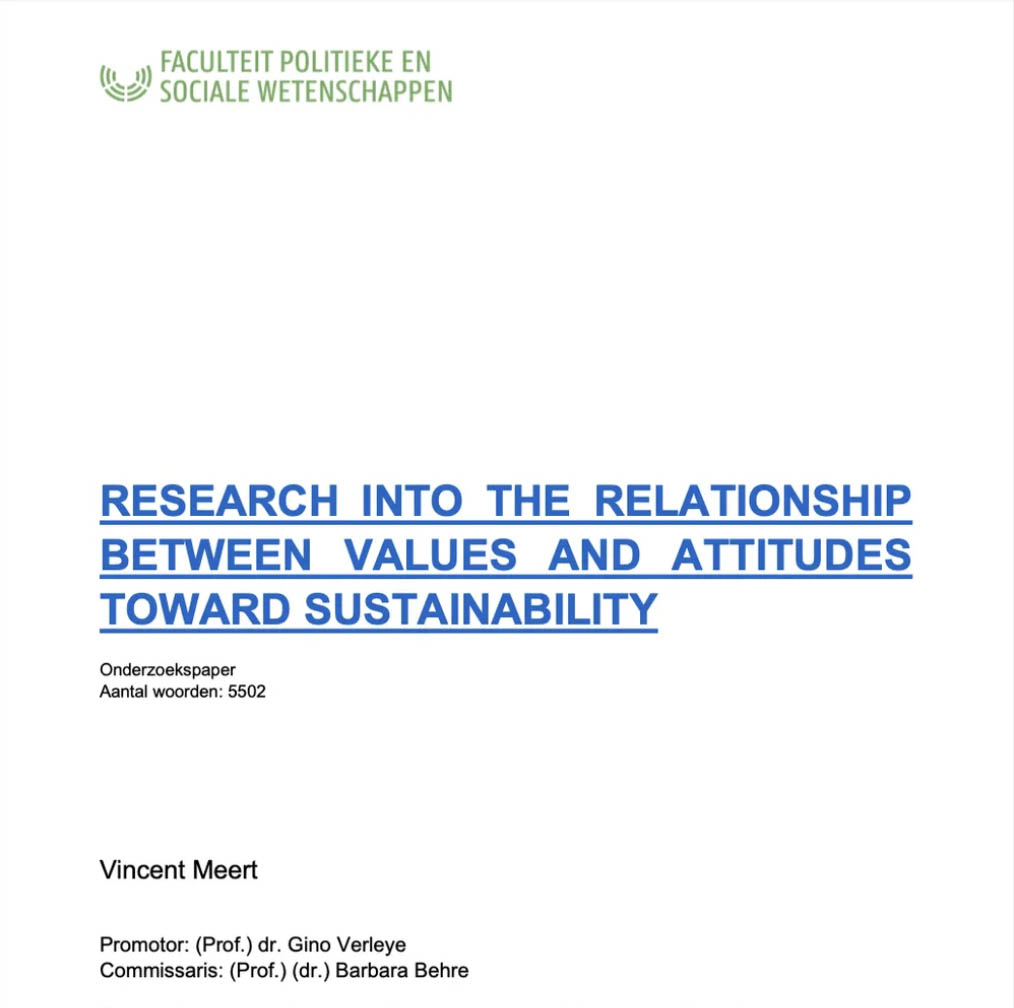 FACULTEIT POLITIEKE EN
SOCIALE WETENSCHAPPEN
RESEARCH INTO THE RELATIONSHIP
BETWEEN VALUES AND ATTITUDES
TOWARD SUSTAINABILITY
Onderzoekspaper
Aantal woorden: 5502
Vincent Meert
Promotor: (Prof.) dr. Gino Verleye
Commissaris: (Prof.) (dr.) Barbara Behre